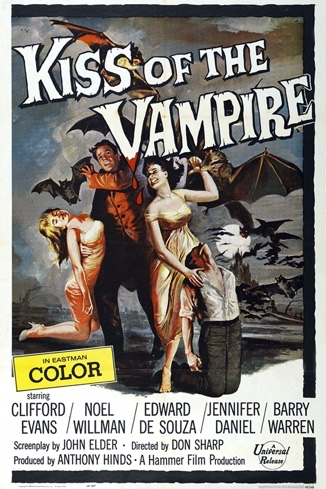 KISS OF THE
VAMPIRE
IN EASTMAN
COLOR
starring
CLIFFORD EVANS / NOEL WILLMAN / EDWARD DE SOUZA / JENNIFER DANIEL / BARRY WARREN
Screenplay by JOHN ELDER · Directed by DON SHARP
Produced by ANTHONY HINDS · A Hammer Film Production
A
Universal
Release